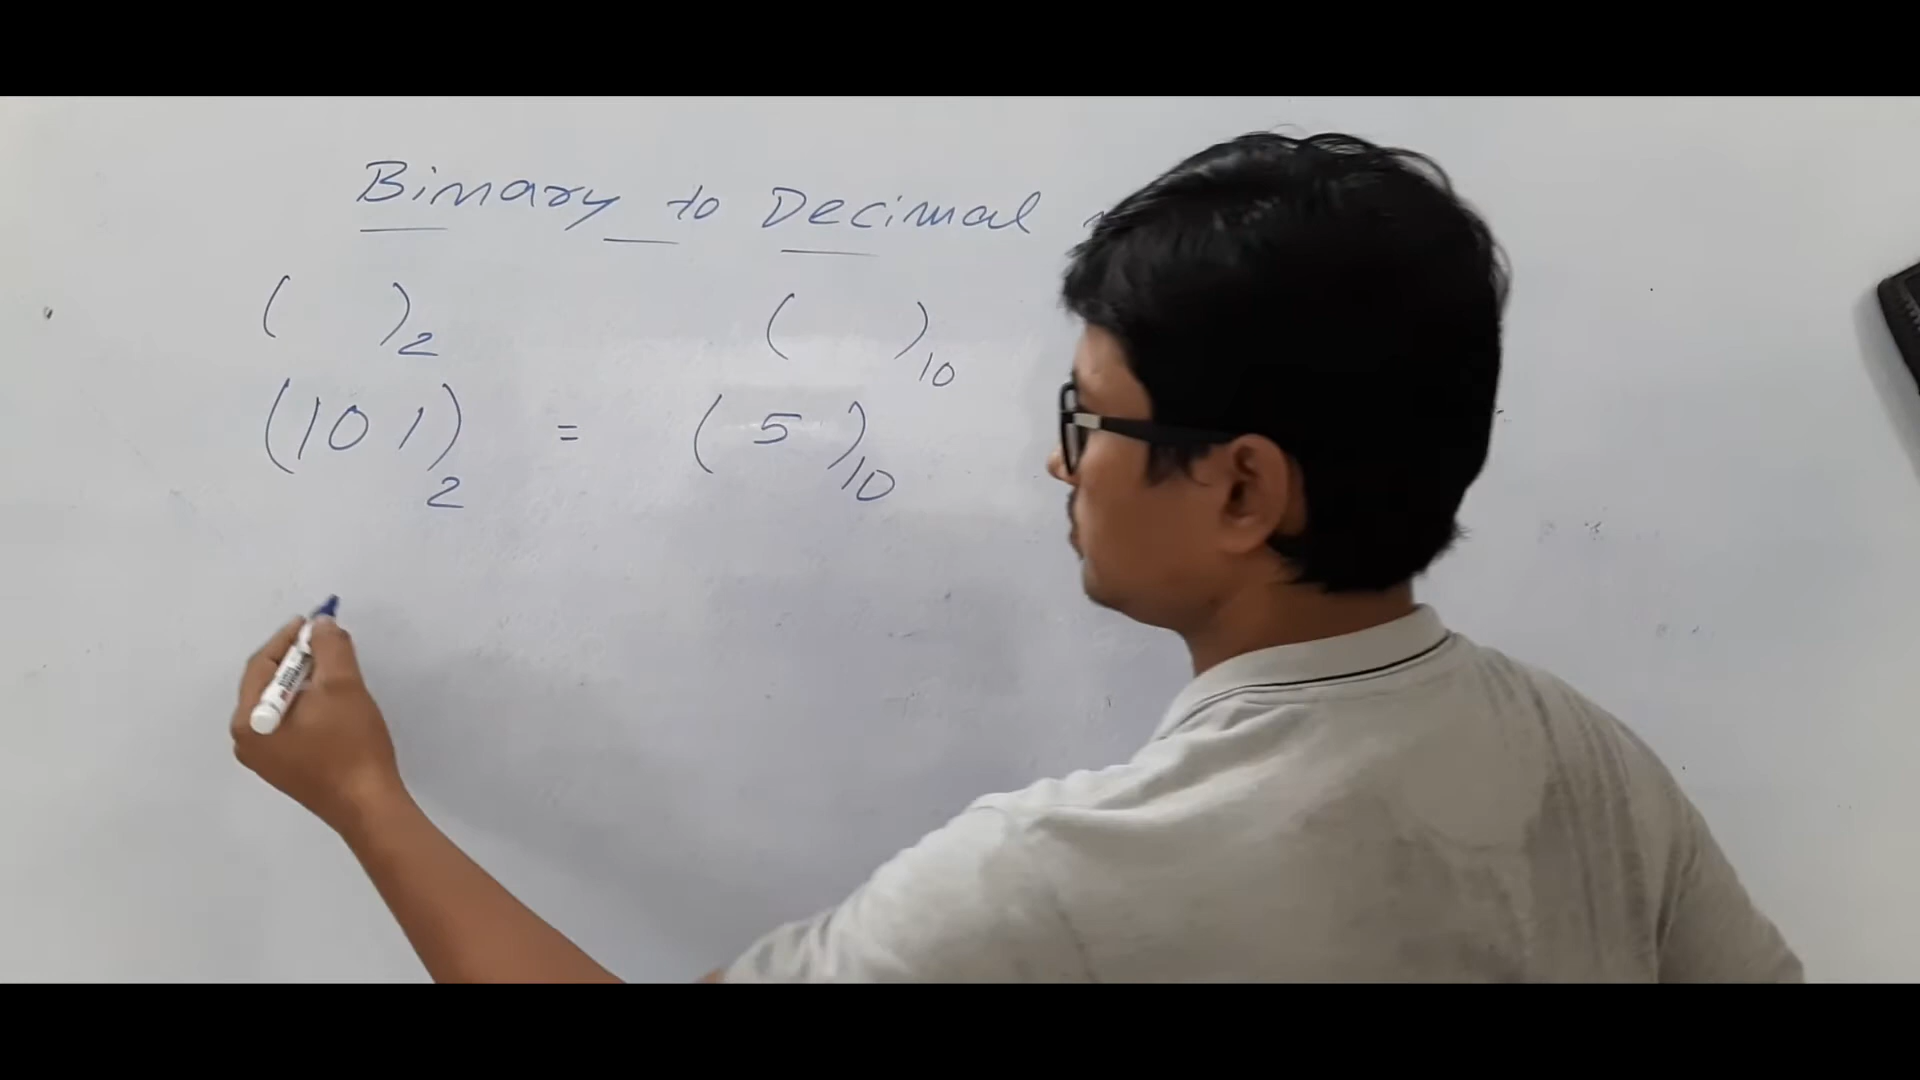 Binary to Decimal
( )2 ( )10
(101)2 = (5)10